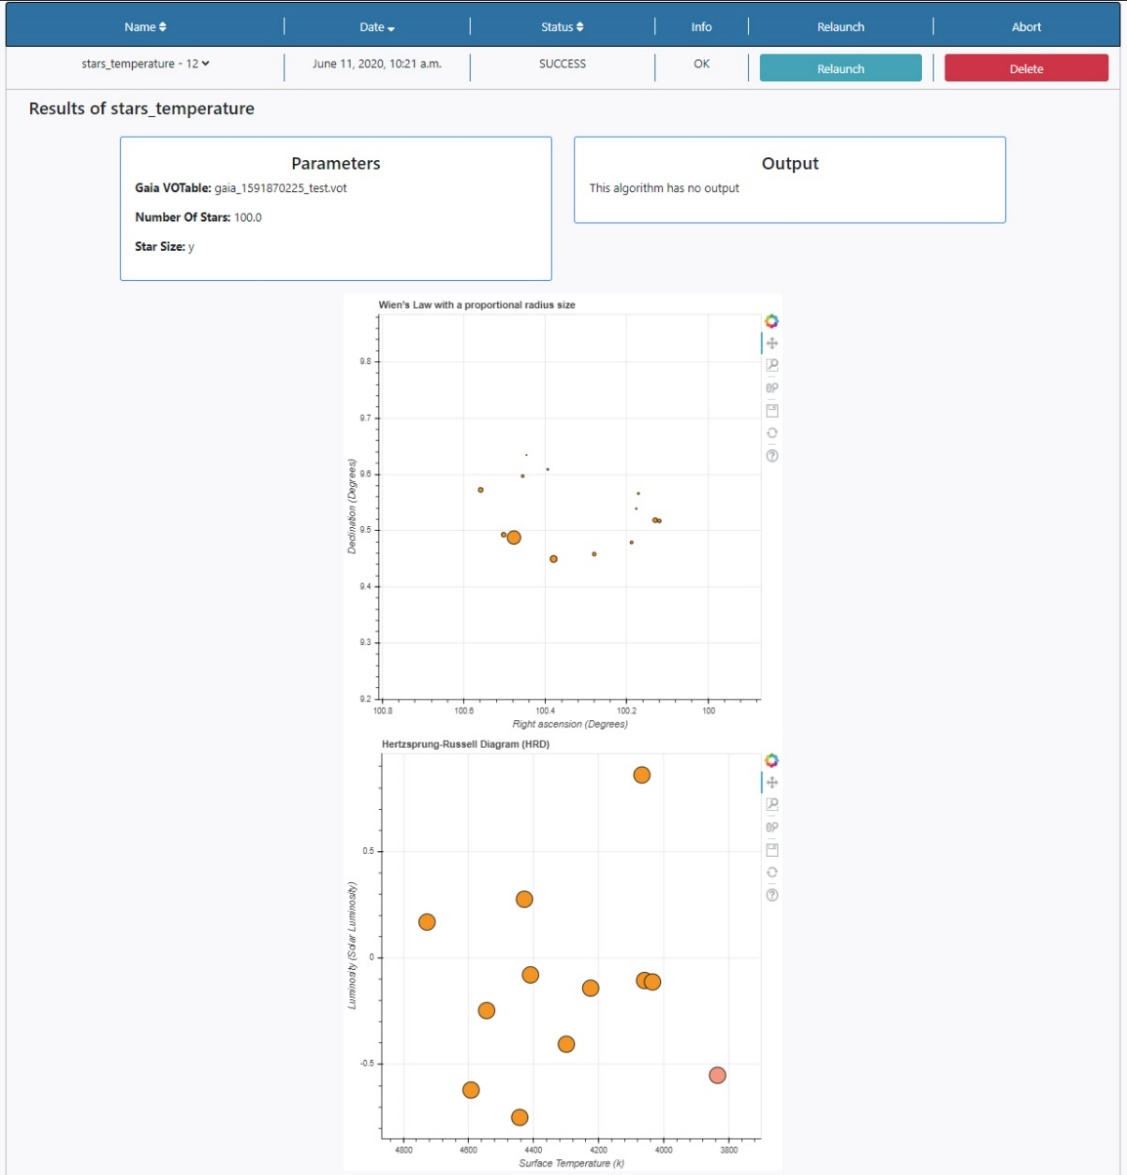 Name Date Status Info Relaunch Abort
stars_temperature - 12 June 11, 2020, 10:21 a.m. SUCCESS OK Relaunch Delete
Results of stars_temperature
Parameters
Gaia VOTable: gaia_1591870225_test.vot
Number Of Stars: 100.0
Star Size: y
Output
This algorithm has no output
Wien's Law with a proportional radius size
9.8
9.7
9.6
9.5
9.4
9.3
9.2
Declination (Degrees)
100.8 100.6 100.4 100.2 100
Right ascension (Degrees)
Hertzsprung-Russell Diagram (HRD)
0.5
0
-0.5
Luminosity (Solar Luminosity)
4800 4600 4400 4200 4000 3800
Surface Temperature (k)